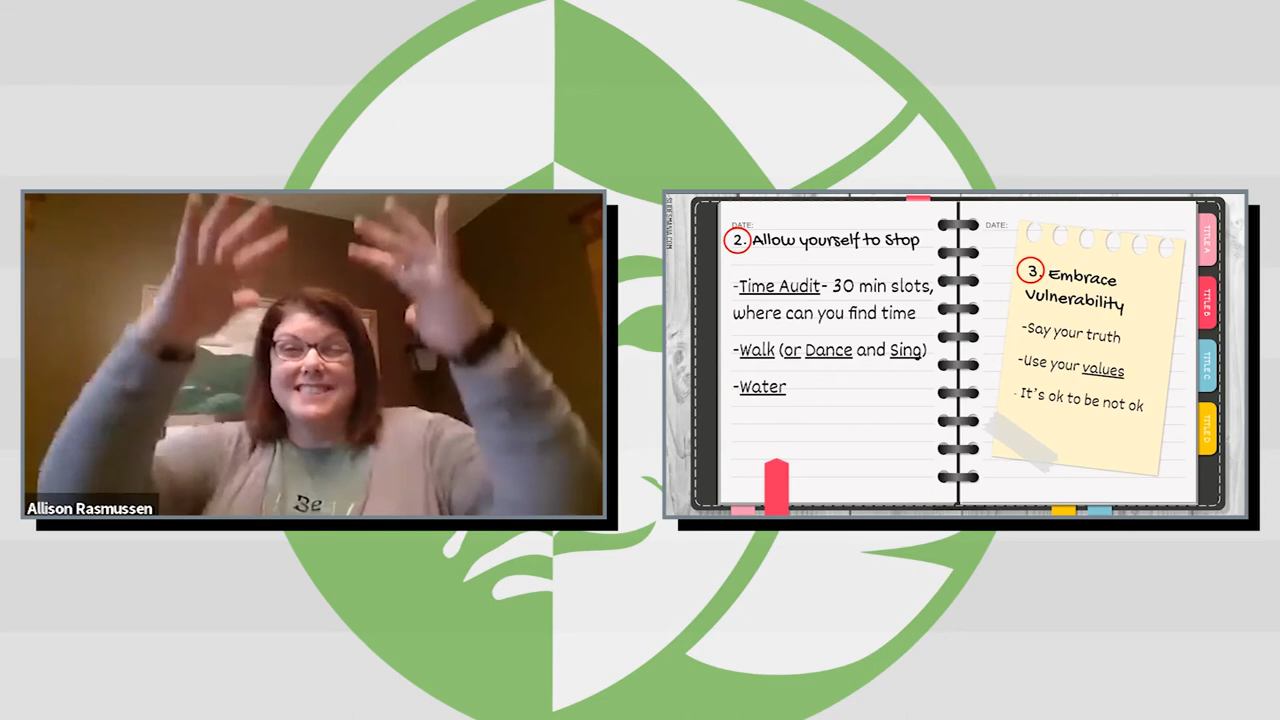 Be
Allison Rasmussen
SLIDESMANIA.COM
DATE:
2. Allow yourself to Stop
-Time Audit- 30 min slots,
where can you find time
-Walk (or Dance and Sing)
-Water
DATE:
3. Embrace
Vulnerability
-Say your truth
-Use your values
- It's ok to be not ok
TITLE A
TITLE B
TITLE C
TITLE D